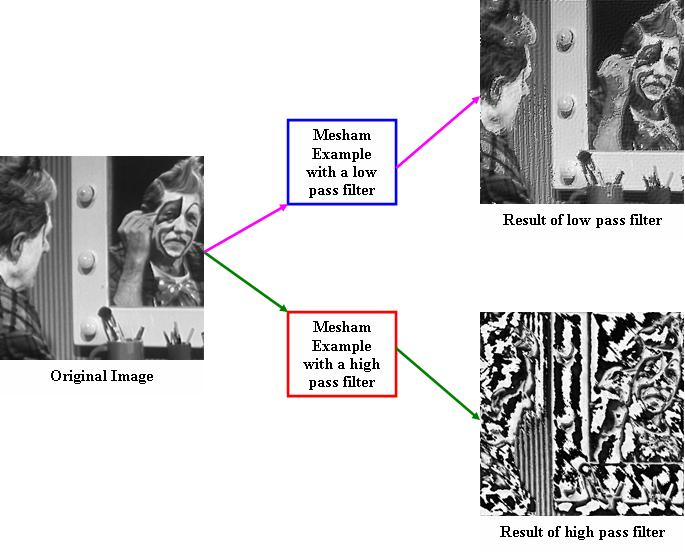 Mesham
Example
with a low
pass filter
Result of low pass filter
Original Image
Mesham
Example
with a high
pass filter
Result of high pass filter